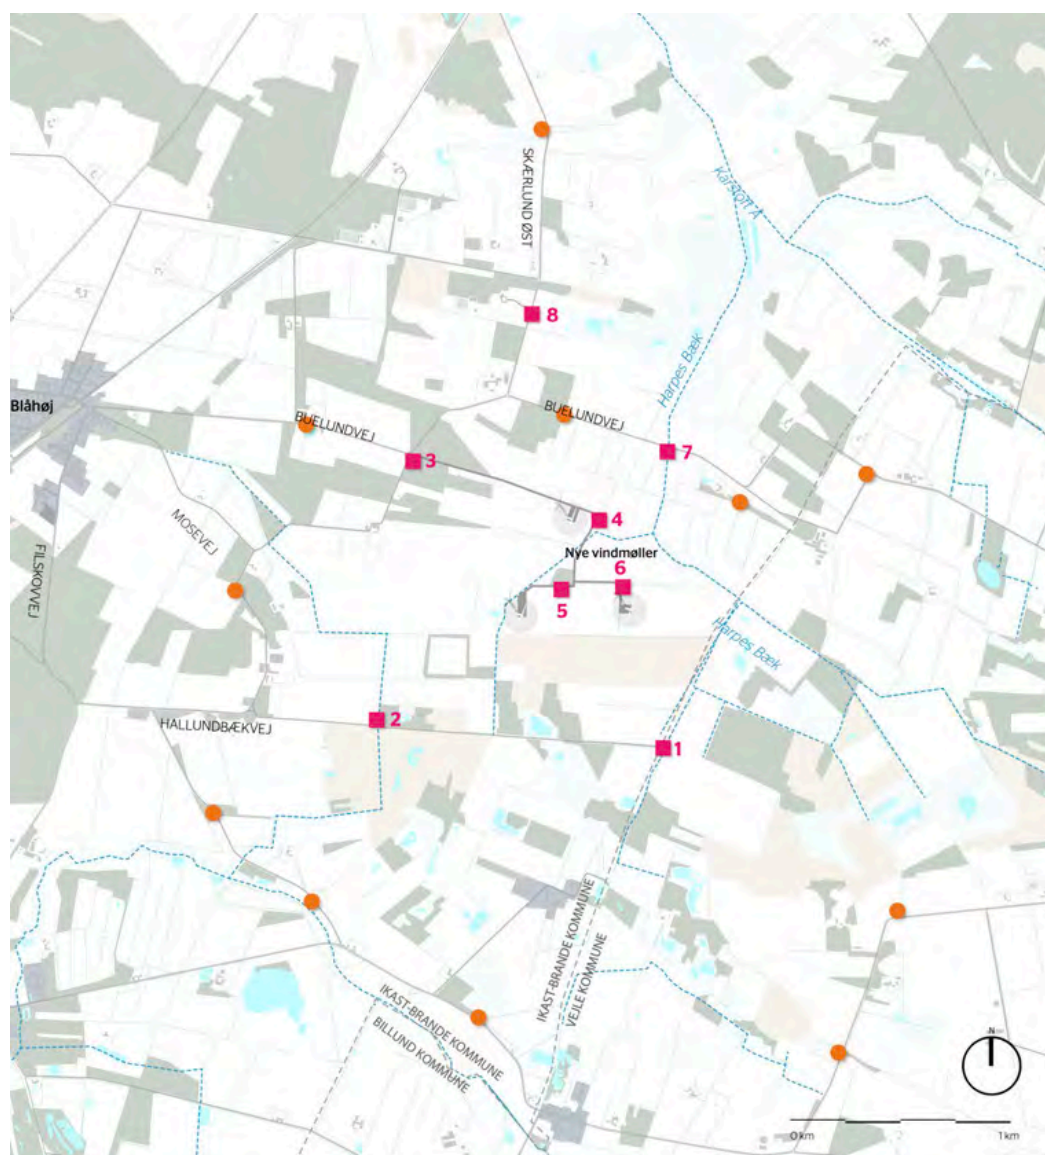 SKÆRLUND ØST
Karstoft Å
8
Harpes Bæk
Blåhøj
BUELUNDVEJ
BUELUNDVEJ
3
7
MOSEVEJ
4
Nye vindmøller
FILSKOVVEJ
6
5
Harpes Bæk
HALLUNDBÆKVEJ
2
1
IKAST-BRANDE KOMMUNE
VEJLE KOMMUNE
IKAST-BRANDE KOMMUNE
BILLUND KOMMUNE
N
0 km
1 km